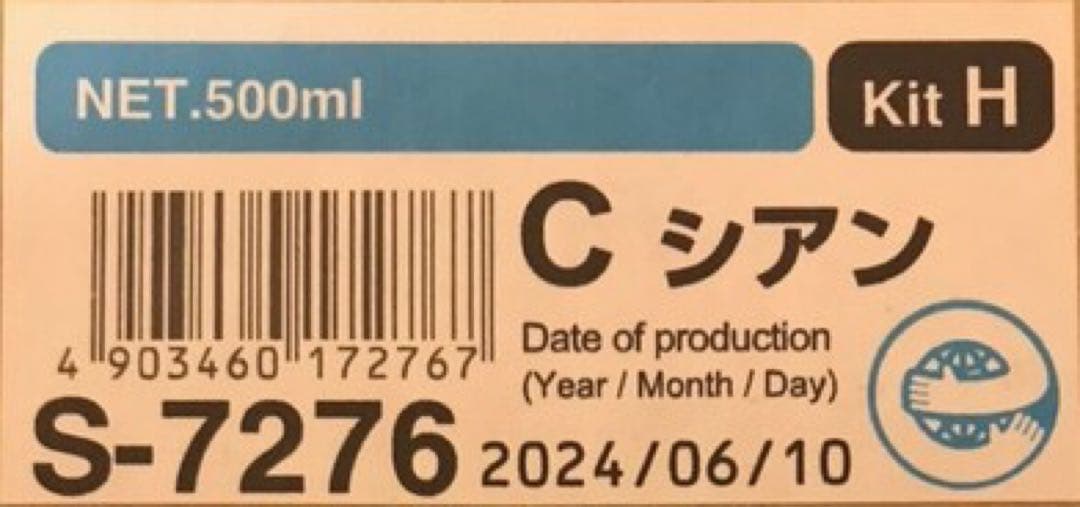 NET.500ml
Kit H
C シアン
4 903460 172767
Date of production
(Year / Month / Day)
S-7276
2024/06/10